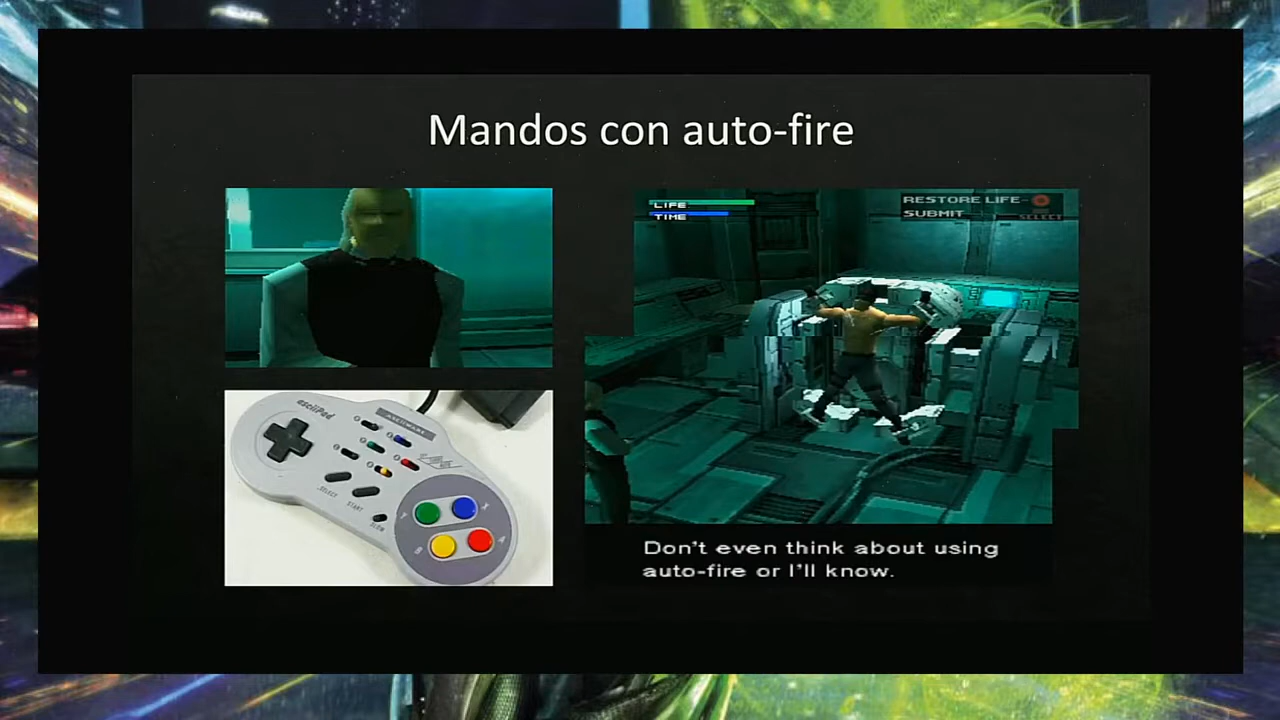 Mandos con auto-fire
LIFE
TIME
RESTORE LIFE-
SUBMIT
SELECT
asciiPad
ASCIIWARE
SELECT
START
SLOW
Y
X
B
A
Don't even think about using
auto-fire or I'll know.